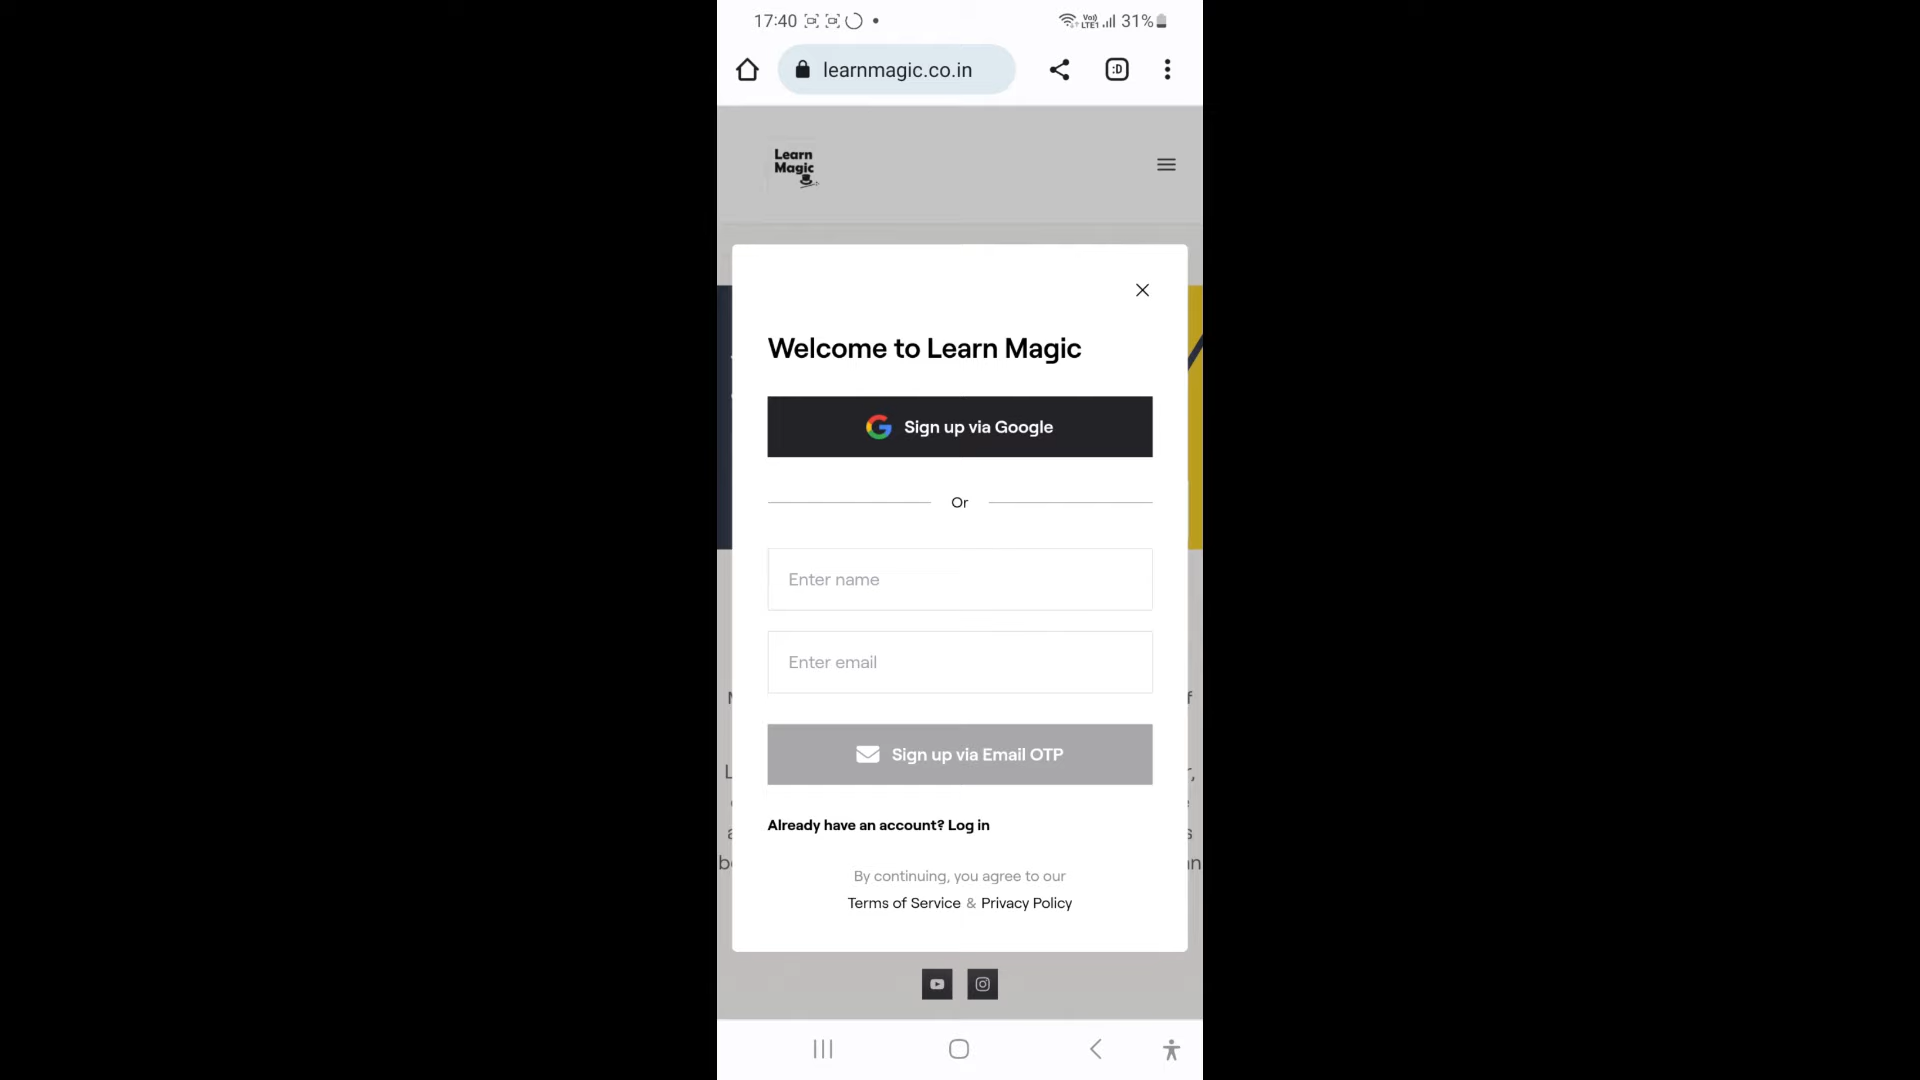 17:40
Vo)) LTE1 31%
learnmagic.co.in
:D
Learn
Magic
Welcome to Learn Magic
Sign up via Google
Or
Enter name
Enter email
Sign up via Email OTP
Already have an account? Log in
By continuing, you agree to our
Terms of Service & Privacy Policy